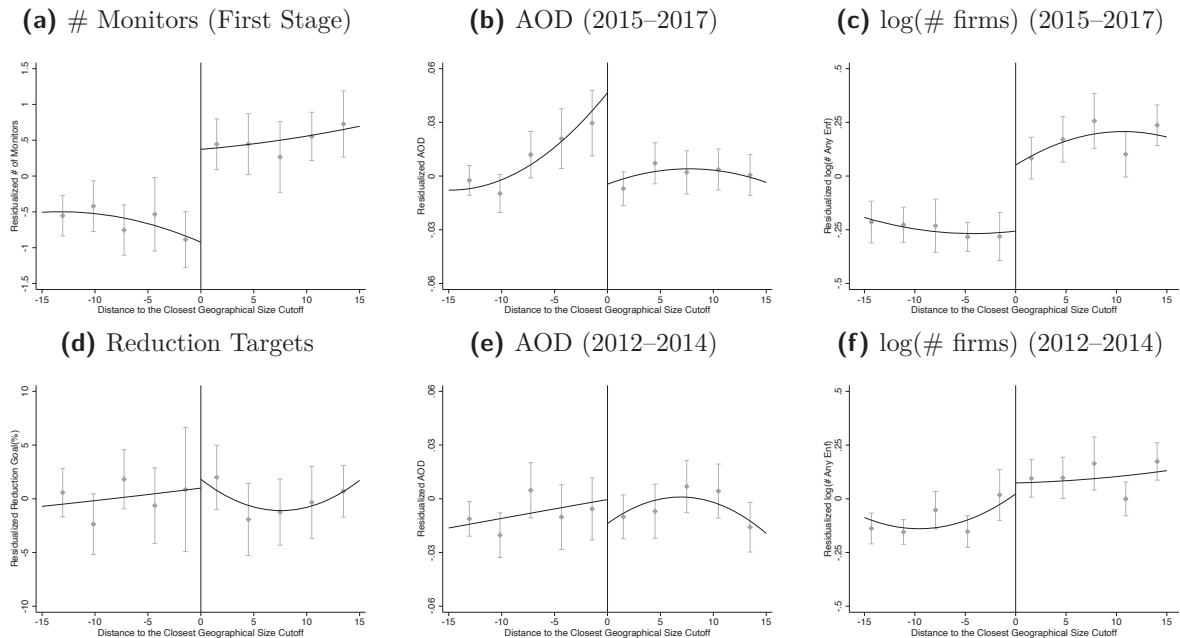 (a) # Monitors (First Stage)
Residualized # of Monitors
1.5
1
.5
0
-.5
-1
-1.5
-15 -10 -5 0 5 10 15
Distance to the Closest Geographical Size Cutoff
(b) AOD (2015–2017)
Residualized AOD
.06
.03
0
-.03
-.06
-15 -10 -5 0 5 10 15
Distance to the Closest Geographical Size Cutoff
(c) log(# firms) (2015–2017)
Residualized log(# Any Enf)
.5
.25
0
-.25
-.5
-15 -10 -5 0 5 10 15
Distance to the Closest Geographical Size Cutoff
(d) Reduction Targets
Residualized Reduction Goal(%)
10
5
0
-5
-10
-15 -10 -5 0 5 10 15
Distance to the Closest Geographical Size Cutoff
(e) AOD (2012–2014)
Residualized AOD
.06
.03
0
-.03
-.06
-15 -10 -5 0 5 10 15
Distance to the Closest Geographical Size Cutoff
(f) log(# firms) (2012–2014)
Residualized log(# Any Enf)
.5
.25
0
-.25
-.5
-15 -10 -5 0 5 10 15
Distance to the Closest Geographical Size Cutoff